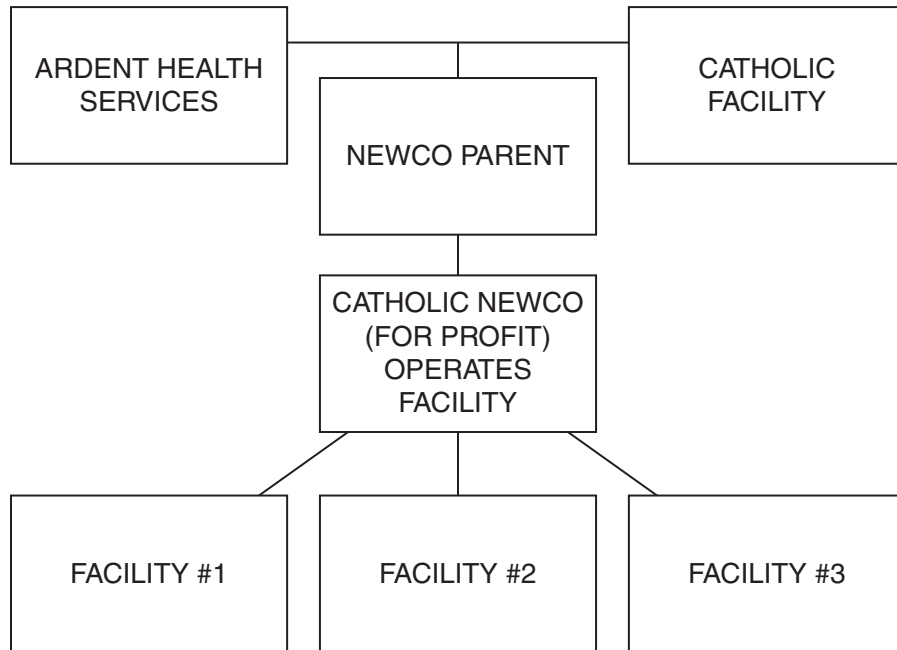 ARDENT HEALTH
SERVICES
CATHOLIC
FACILITY
NEWCO PARENT
CATHOLIC NEWCO
(FOR PROFIT)
OPERATES
FACILITY
FACILITY #1
FACILITY #2
FACILITY #3